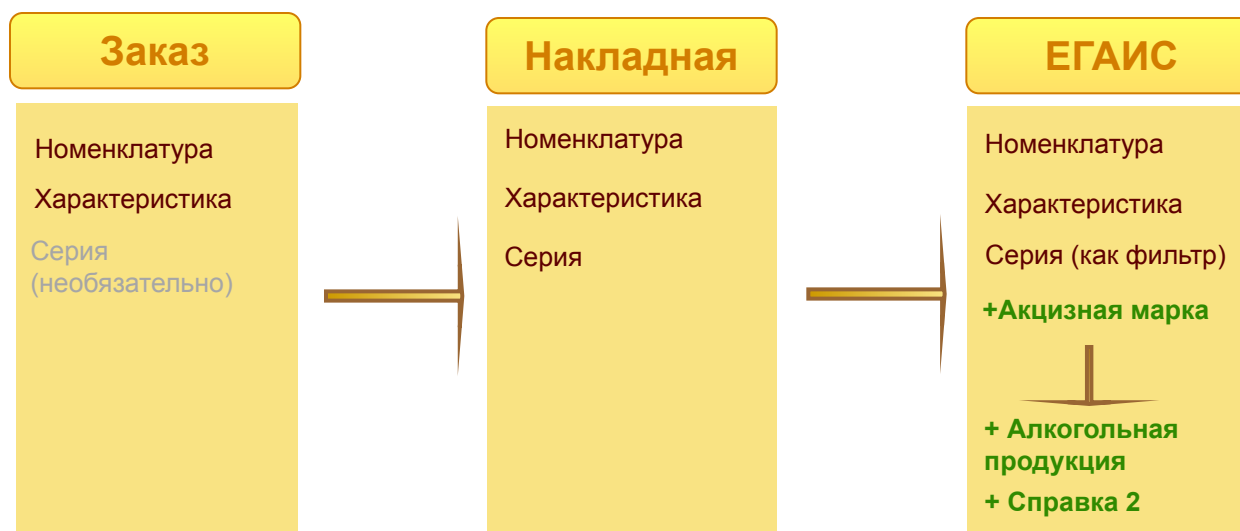 Заказ
Номенклатура
Характеристика
Серия
(необязательно)
Накладная
Номенклатура
Характеристика
Серия
ЕГАИС
Номенклатура
Характеристика
Серия (как фильтр)
+Акцизная марка
+ Алкогольная
продукция
+ Справка 2